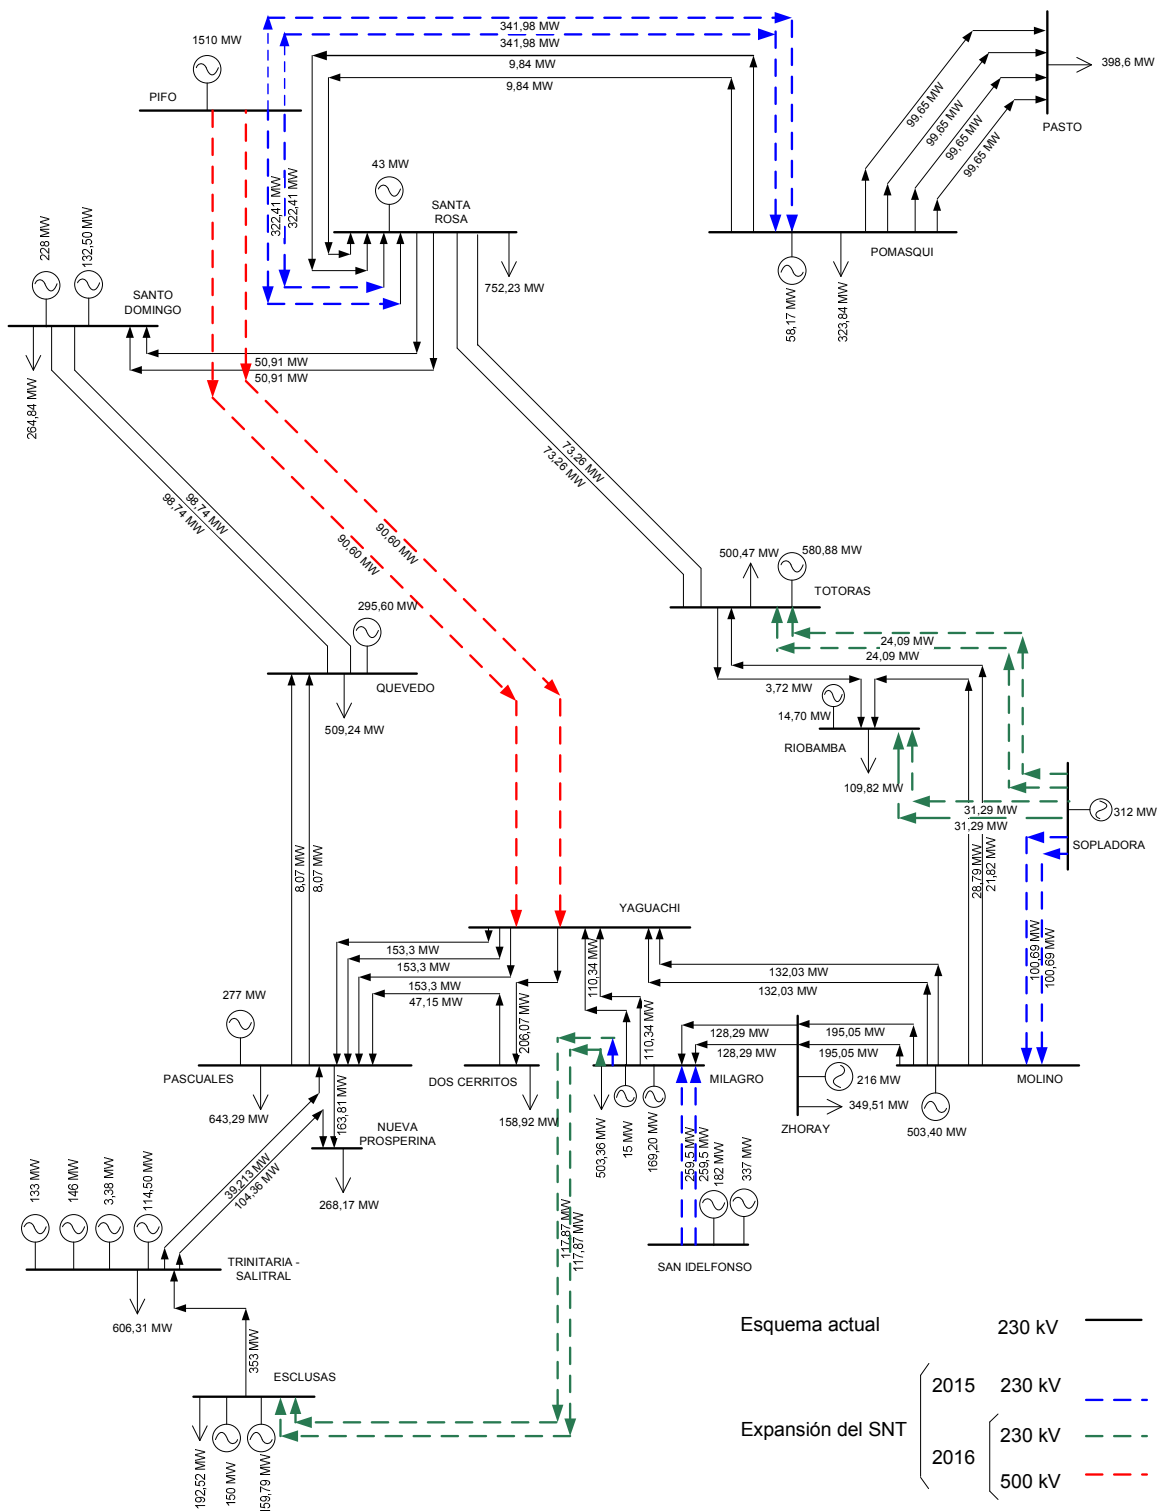 341,98 MW
341,98 MW
9,84 MW
9,84 MW
1510 MW
PIFO
99,65 MW
99,65 MW
99,65 MW
99,65 MW
398,6 MW
PASTO
322,41 MW
322,41 MW
43 MW
SANTA
ROSA
752,23 MW
POMASQUI
58,17 MW
323,84 MW
228 MW
132,50 MW
SANTO
DOMINGO
264,84 MW
50,91 MW
50,91 MW
98,74 MW
98,74 MW
90,60 MW
90,60 MW
73,26 MW
73,26 MW
500,47 MW
580,88 MW
TOTORAS
24,09 MW
24,09 MW
3,72 MW
14,70 MW
RIOBAMBA
109,82 MW
31,29 MW
31,29 MW
312 MW
SOPLADORA
295,60 MW
QUEVEDO
509,24 MW
8,07 MW
8,07 MW
28,79 MW
21,82 MW
100,69 MW
100,69 MW
YAGUACHI
153,3 MW
153,3 MW
153,3 MW
47,15 MW
206,07 MW
110,34 MW
110,34 MW
132,03 MW
132,03 MW
128,29 MW
128,29 MW
195,05 MW
195,05 MW
277 MW
PASCUALES
643,29 MW
163,81 MW
NUEVA
PROSPERINA
268,17 MW
DOS CERRITOS
158,92 MW
MILAGRO
503,36 MW
15 MW
169,20 MW
216 MW
349,51 MW
ZHORAY
MOLINO
503,40 MW
259,5 MW
259,5 MW
182 MW
337 MW
SAN IDELFONSO
39,213 MW
104,36 MW
133 MW
146 MW
3,38 MW
114,50 MW
TRINITARIA -
SALITRAL
606,31 MW
117,87 MW
117,87 MW
353 MW
ESCLUSAS
192,52 MW
150 MW
159,79 MW
Esquema actual
230 kV
2015
230 kV
Expansión del SNT
2016
230 kV
500 kV